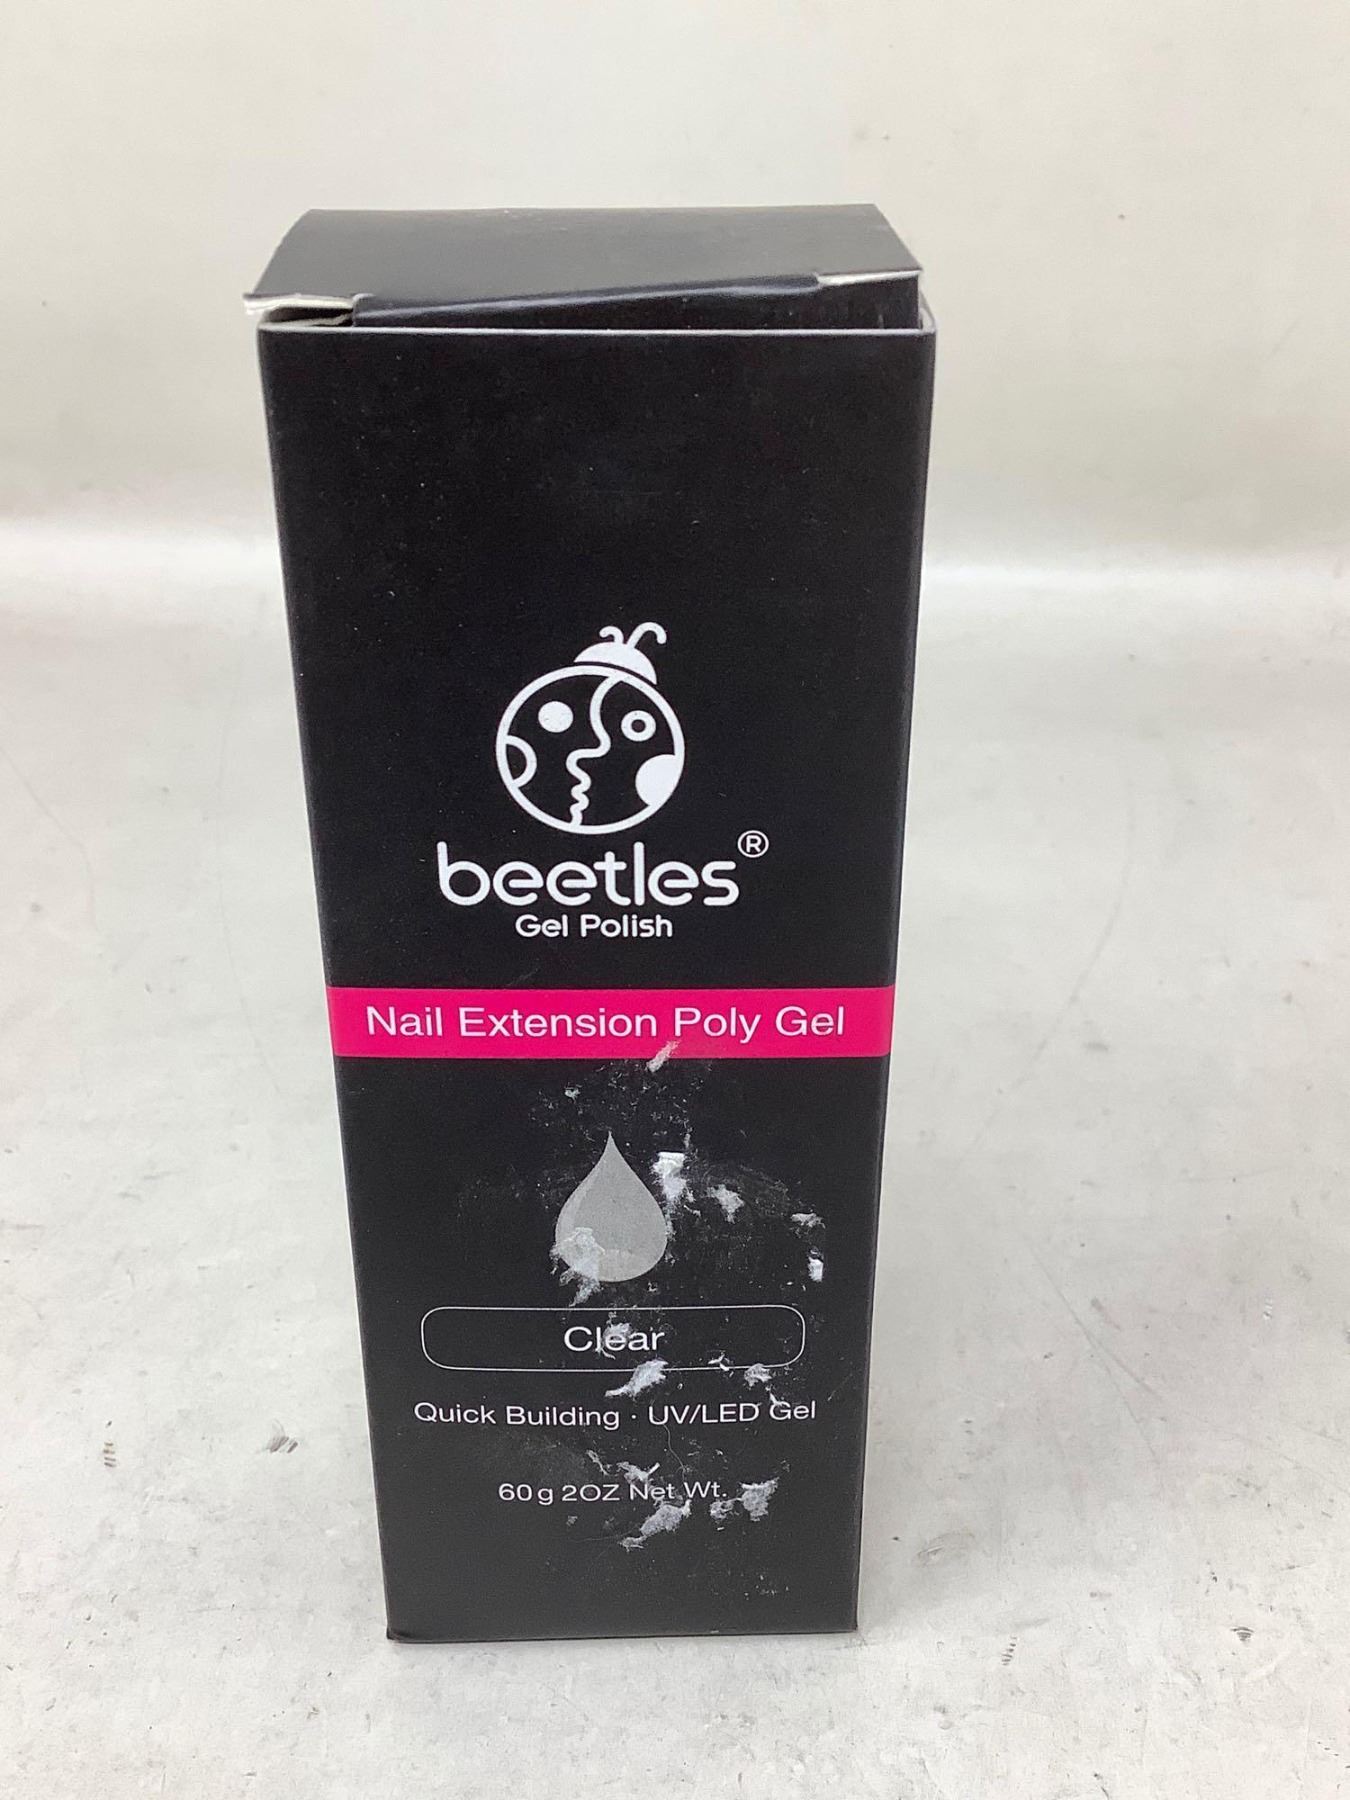 beetles®
Gel Polish
Nail Extension Poly Gel
Clear
Quick Building · UV/LED Gel
60g 2OZ Net Wt.